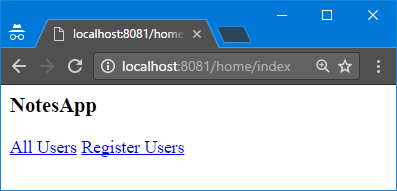 localhost:8081/home
localhost:8081/home/index
NotesApp
All Users Register Users